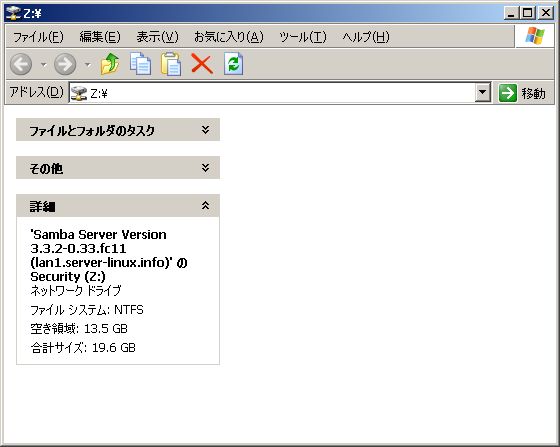 Z:¥
ファイル(F) 編集(E) 表示(V) お気に入り(A) ツール(T) ヘルプ(H)
アドレス(D) Z:¥ 移動
ファイルとフォルダのタスク
その他
詳細
'Samba Server Version
3.3.2-0.33.fc11
(lan1.server-linux.info)' の
Security (Z:)
ネットワーク ドライブ
ファイル システム: NTFS
空き領域: 13.5 GB
合計サイズ: 19.6 GB